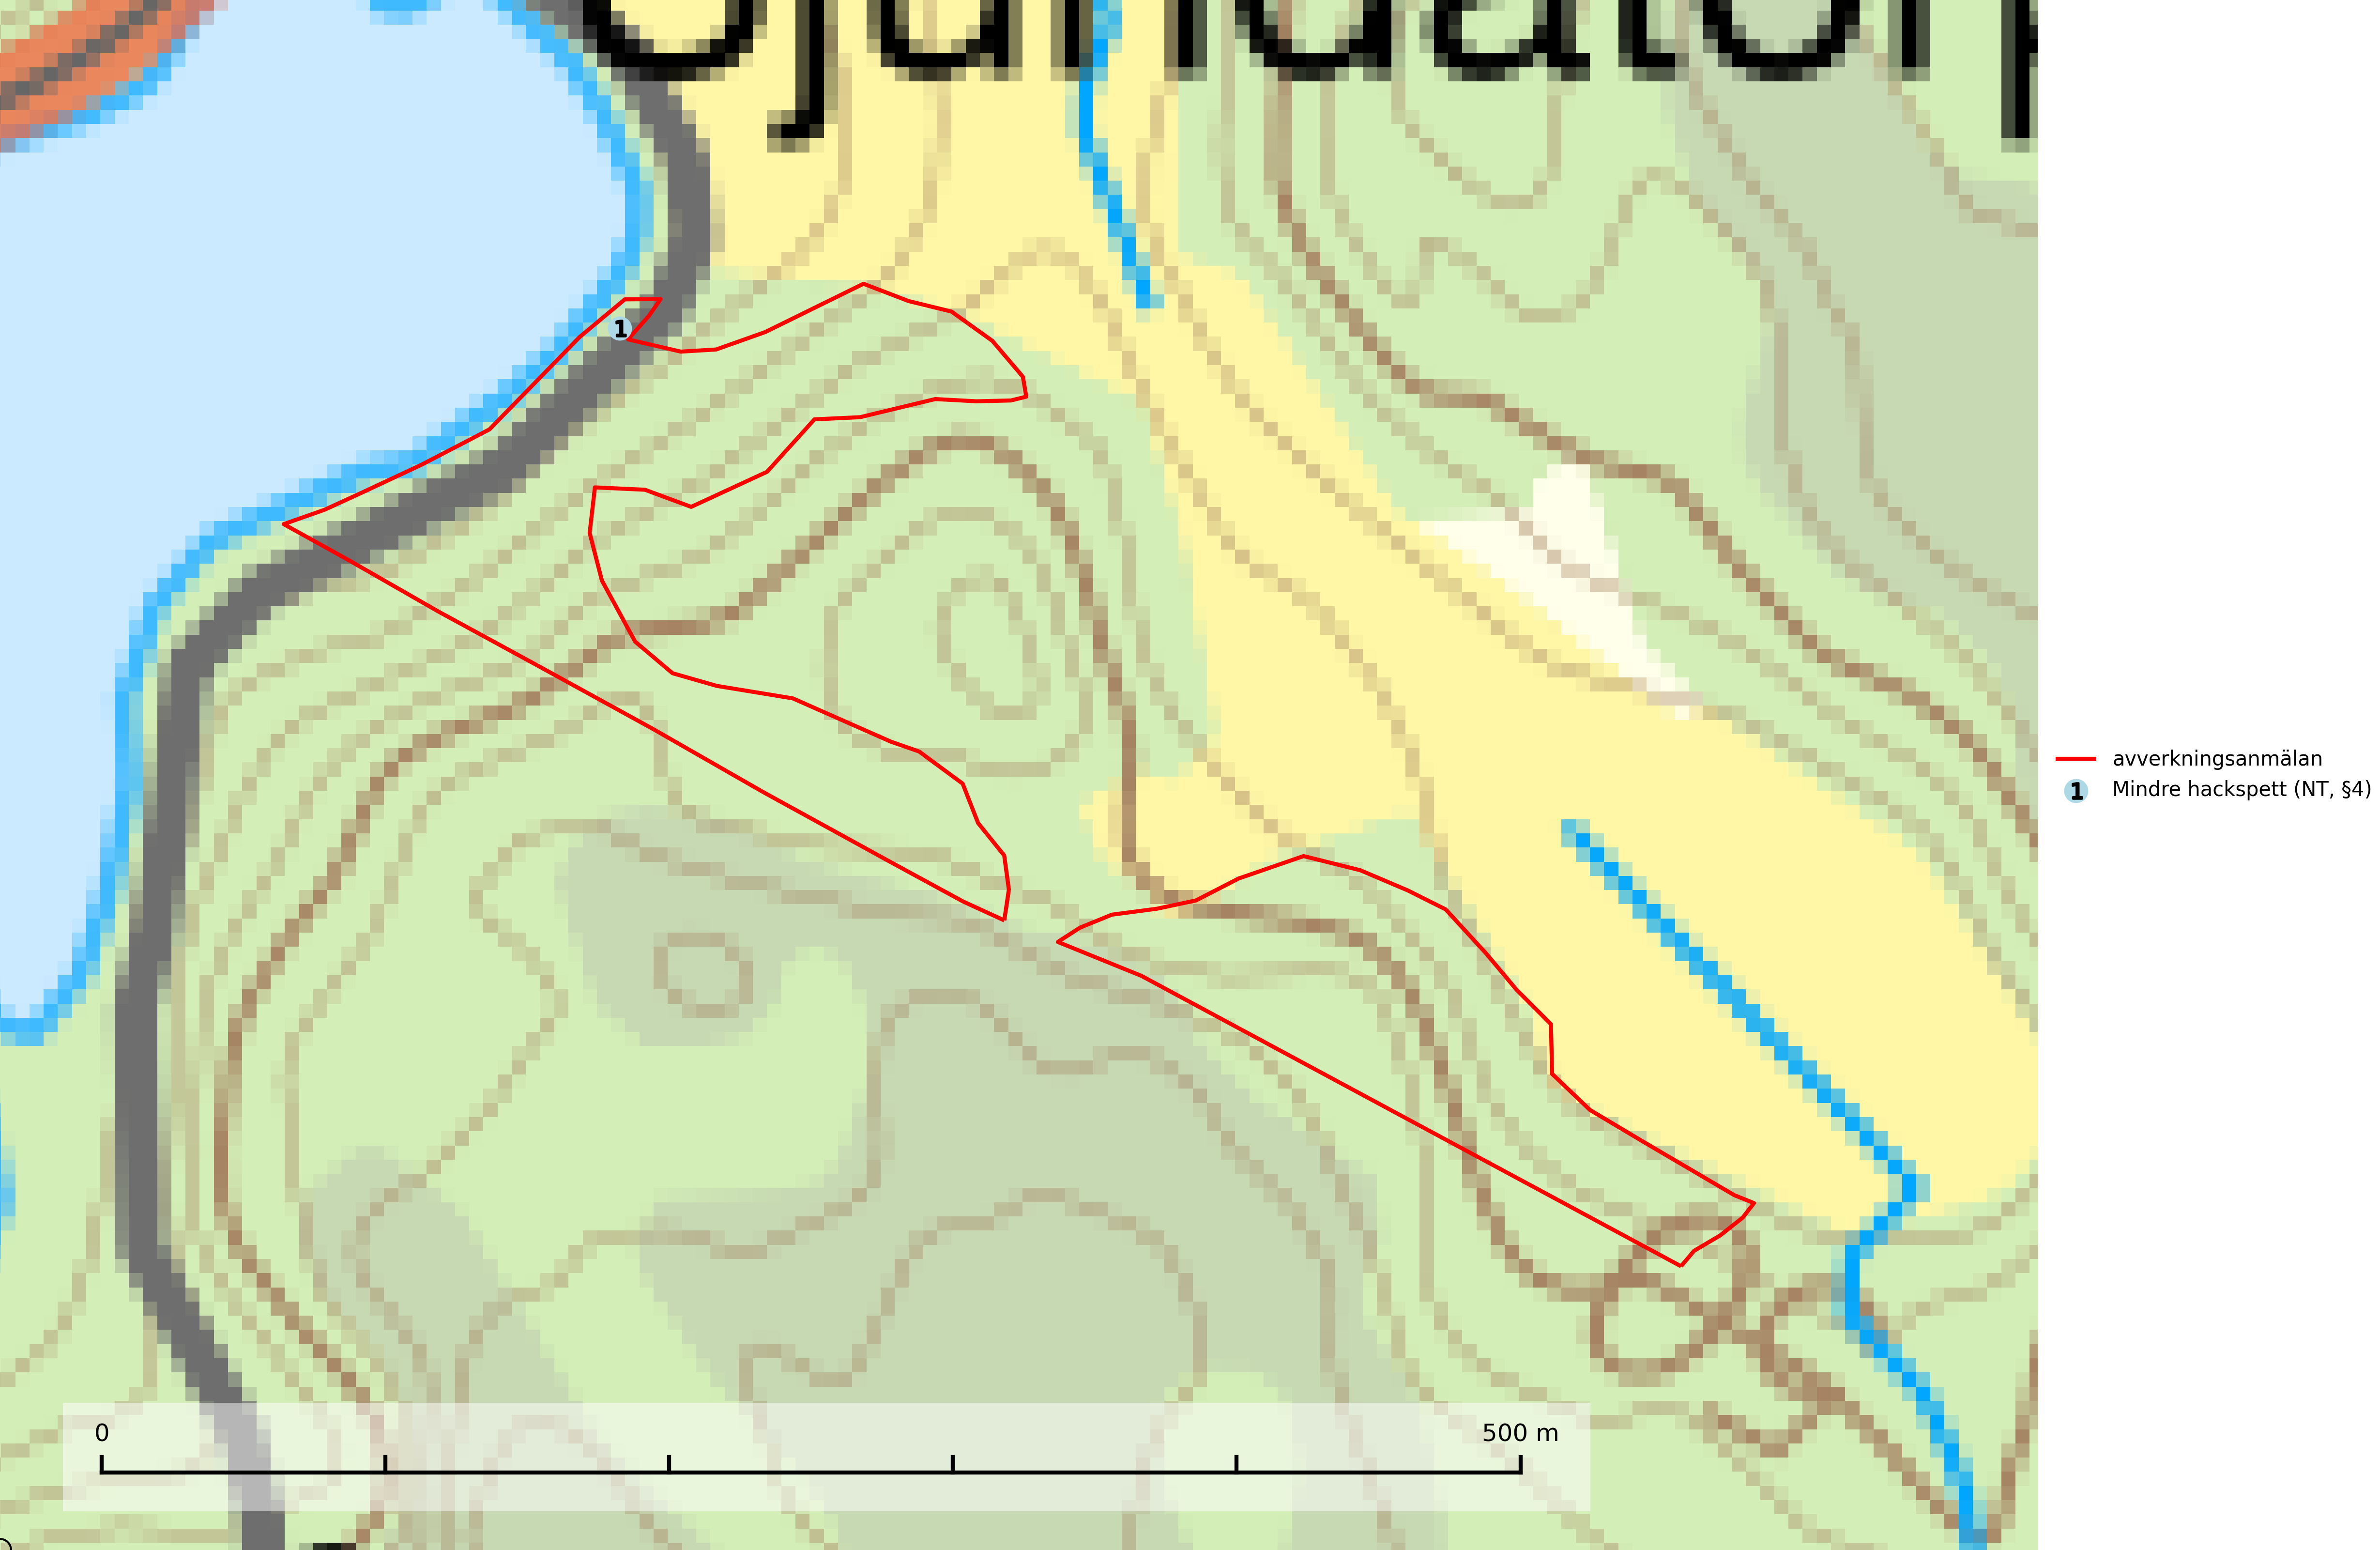 1
avverkningsanmälan
1 Mindre hackspett (NT, §4)
0 500 m